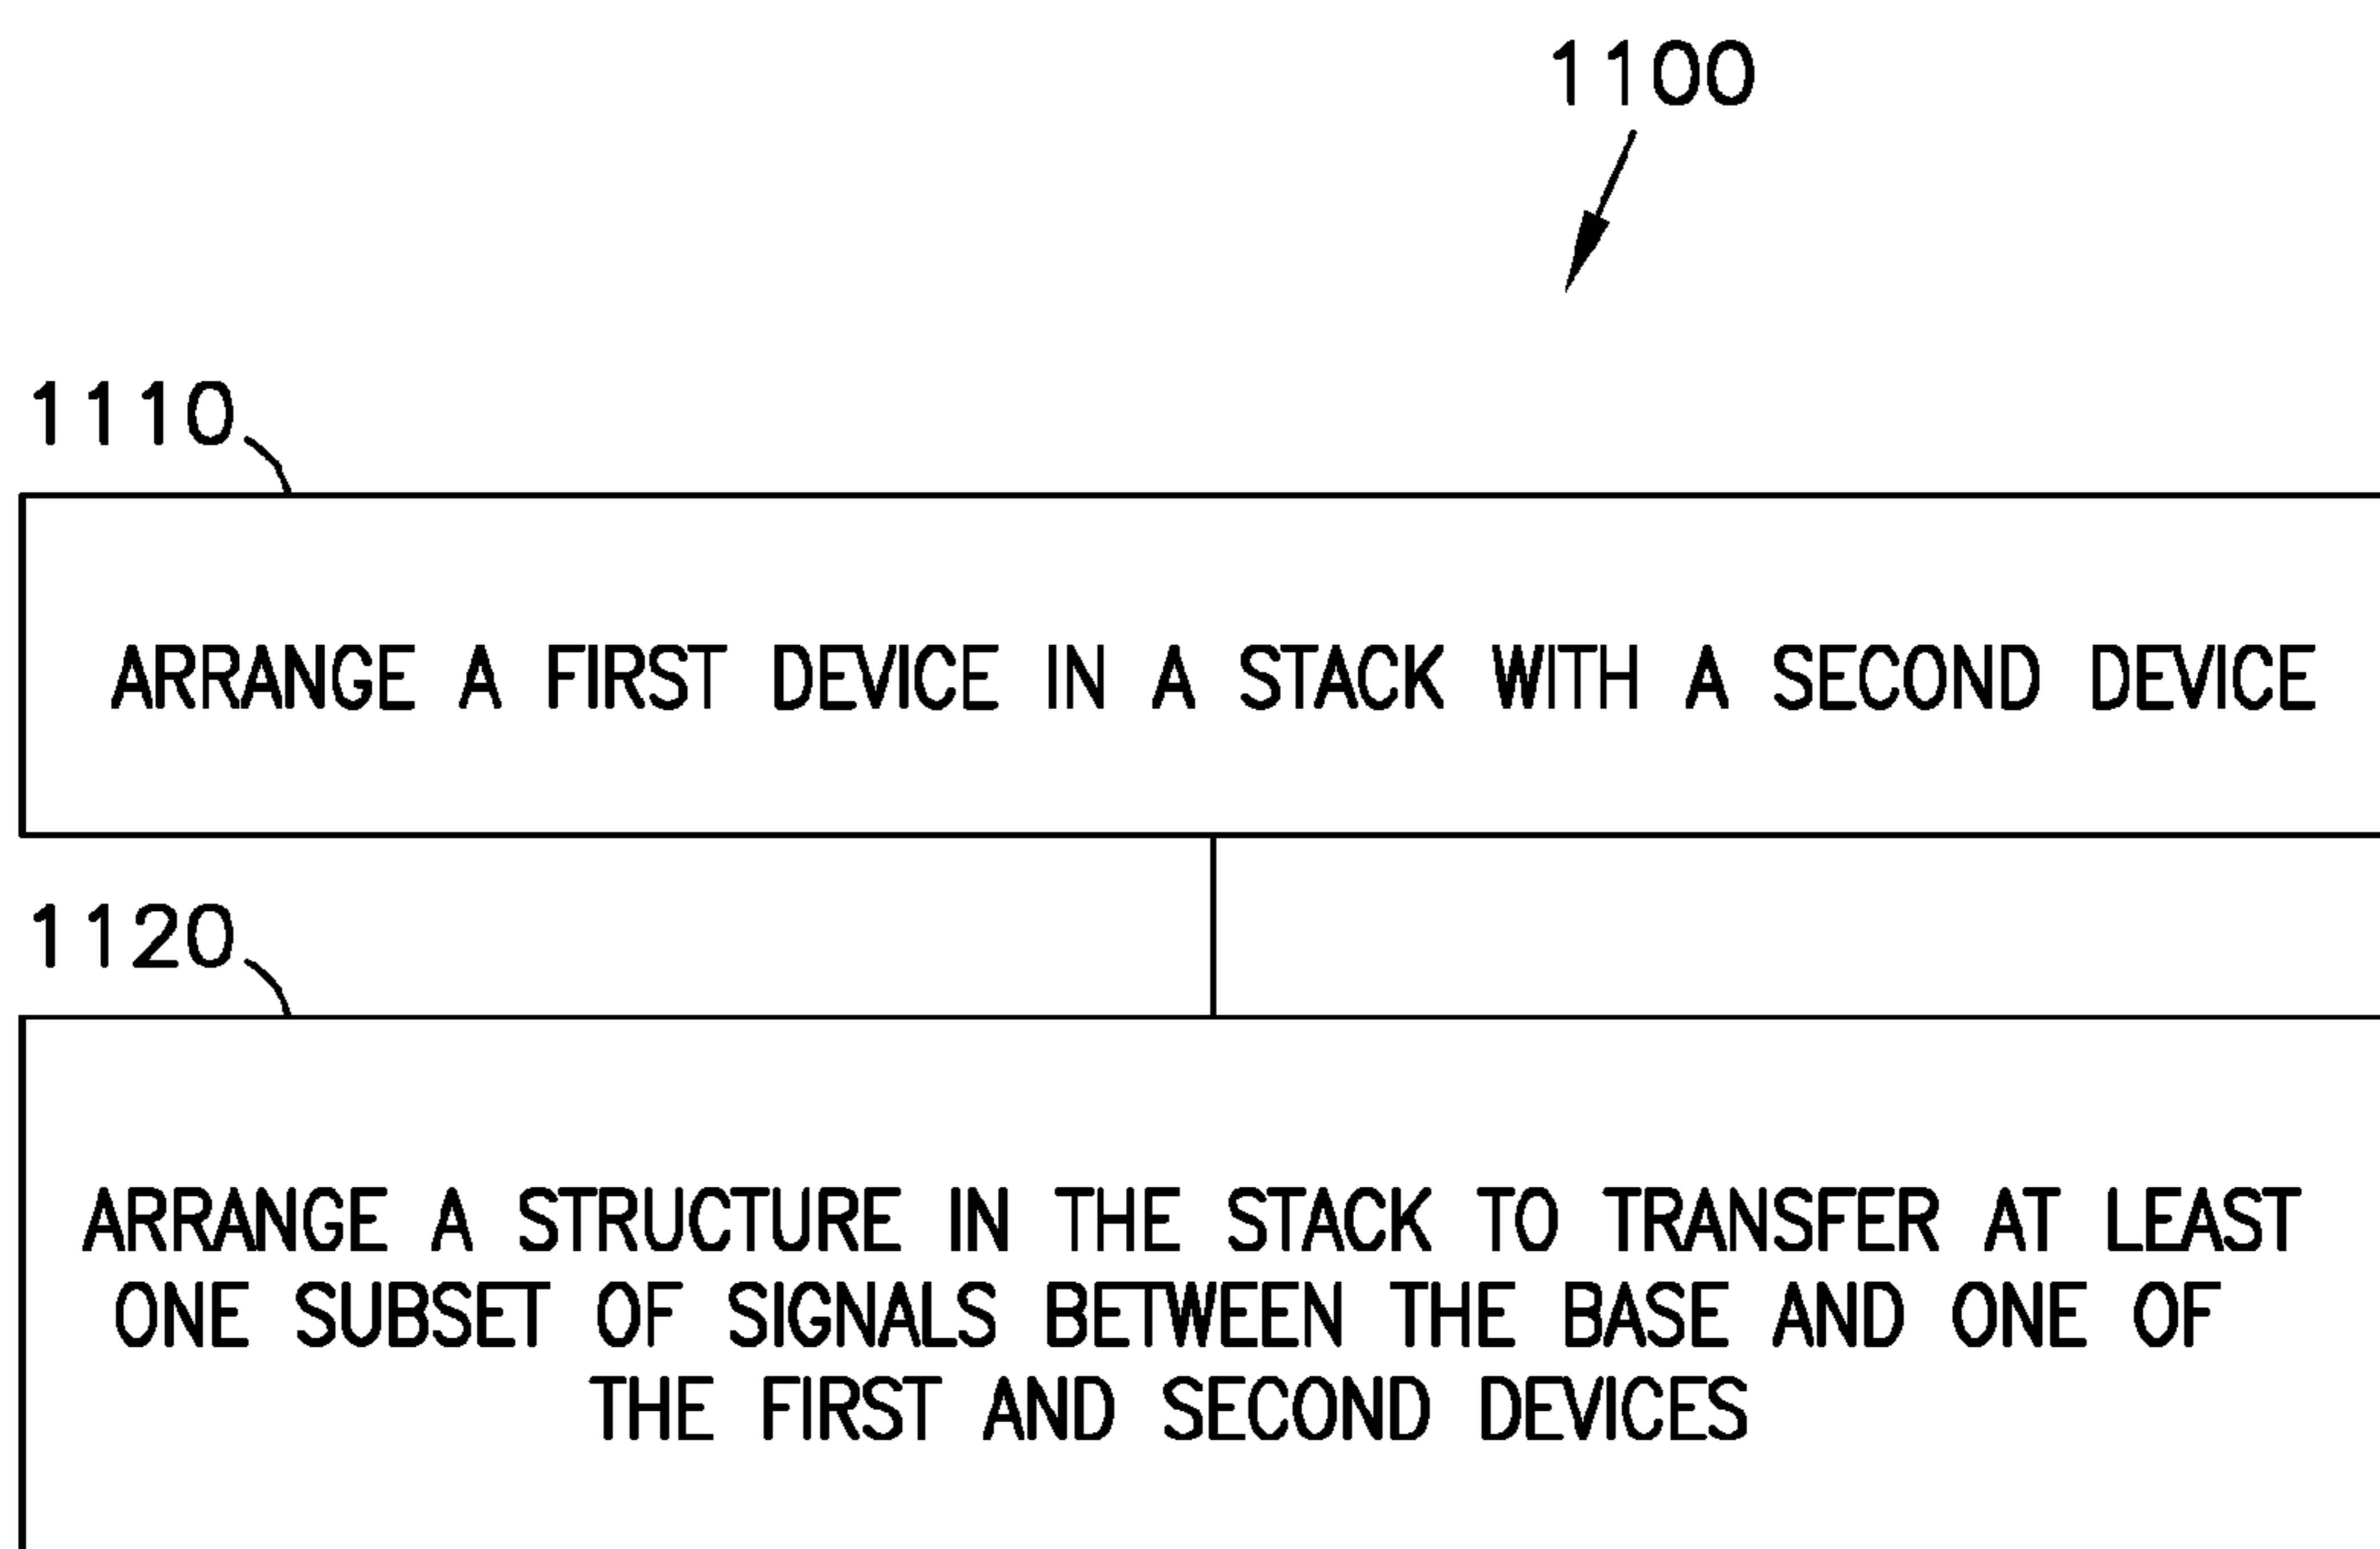 1100
1110
ARRANGE A FIRST DEVICE IN A STACK WITH A SECOND DEVICE
1120
ARRANGE A STRUCTURE IN THE STACK TO TRANSFER AT LEAST
ONE SUBSET OF SIGNALS BETWEEN THE BASE AND ONE OF
THE FIRST AND SECOND DEVICES